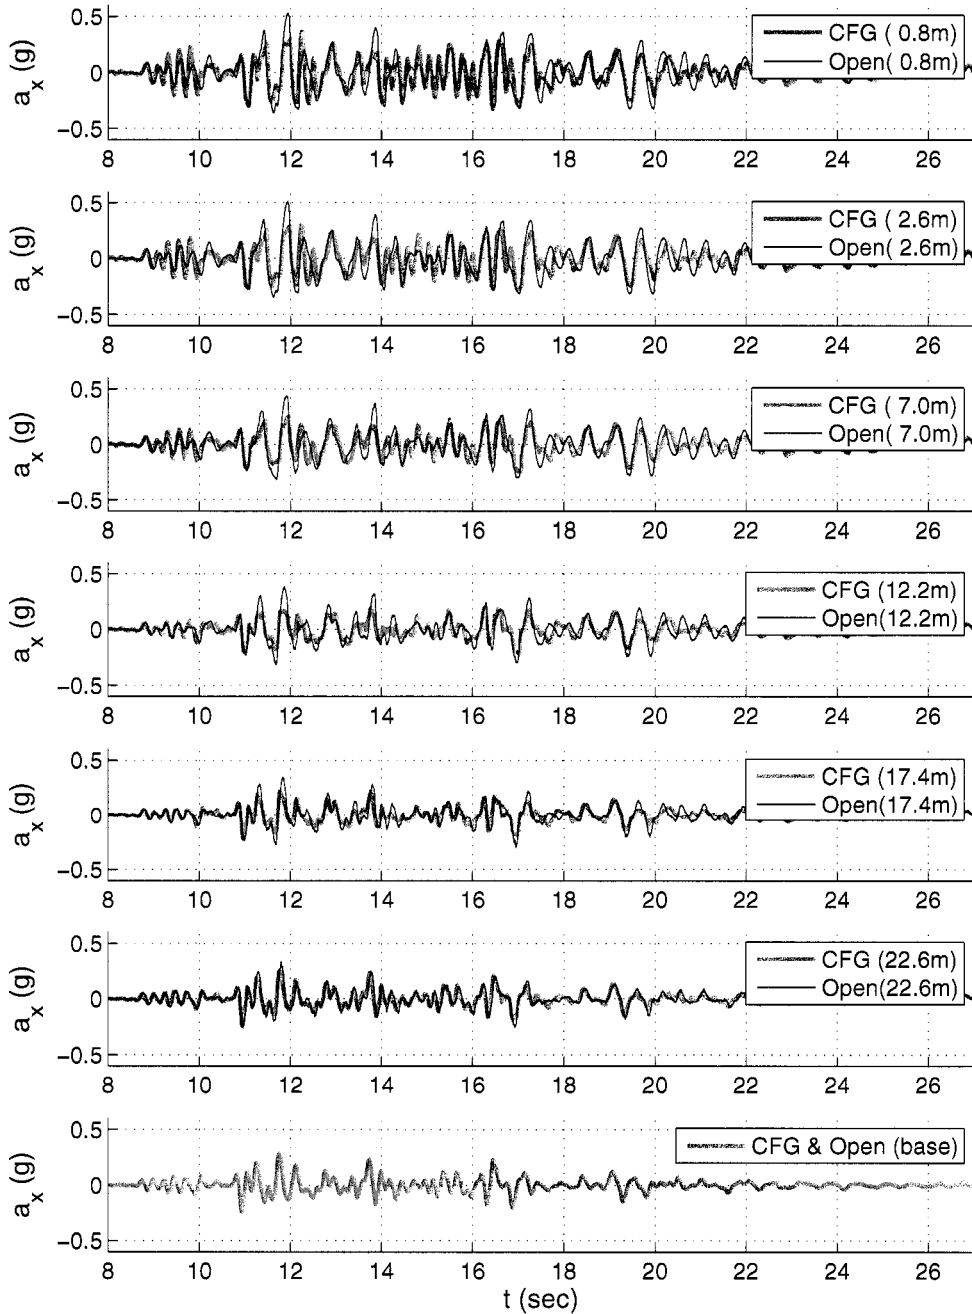 a_x (g)
0.5
0
−0.5
CFG ( 0.8m)
Open( 0.8m)
8 10 12 14 16 18 20 22 24 26
a_x (g)
0.5
0
−0.5
CFG ( 2.6m)
Open( 2.6m)
8 10 12 14 16 18 20 22 24 26
a_x (g)
0.5
0
−0.5
CFG ( 7.0m)
Open( 7.0m)
8 10 12 14 16 18 20 22 24 26
a_x (g)
0.5
0
−0.5
CFG (12.2m)
Open(12.2m)
8 10 12 14 16 18 20 22 24 26
a_x (g)
0.5
0
−0.5
CFG (17.4m)
Open(17.4m)
8 10 12 14 16 18 20 22 24 26
a_x (g)
0.5
0
−0.5
CFG (22.6m)
Open(22.6m)
8 10 12 14 16 18 20 22 24 26
a_x (g)
0.5
0
−0.5
CFG & Open (base)
8 10 12 14 16 18 20 22 24 26
t (sec)